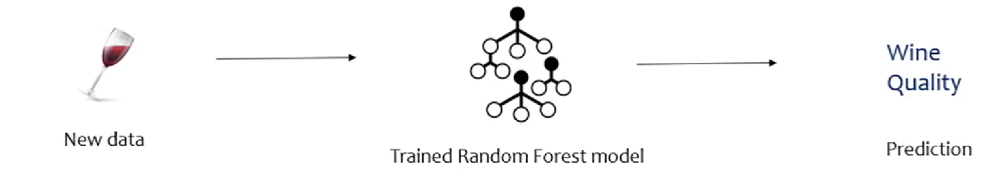 Wine
Quality
New data
Trained Random Forest model
Prediction